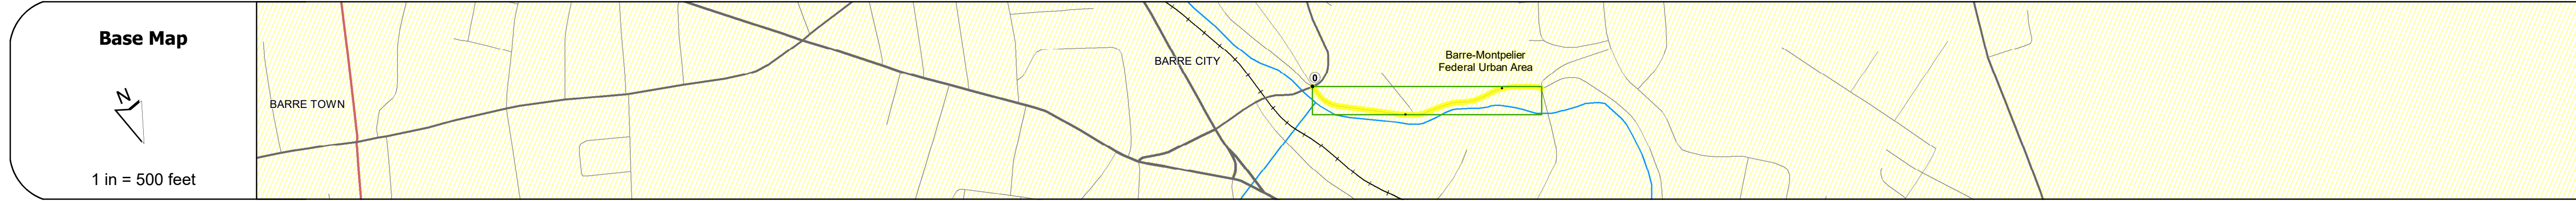 Base Map
N
1 in = 500 feet
BARRE TOWN
BARRE CITY
0
Barre-Montpelier
Federal Urban Area